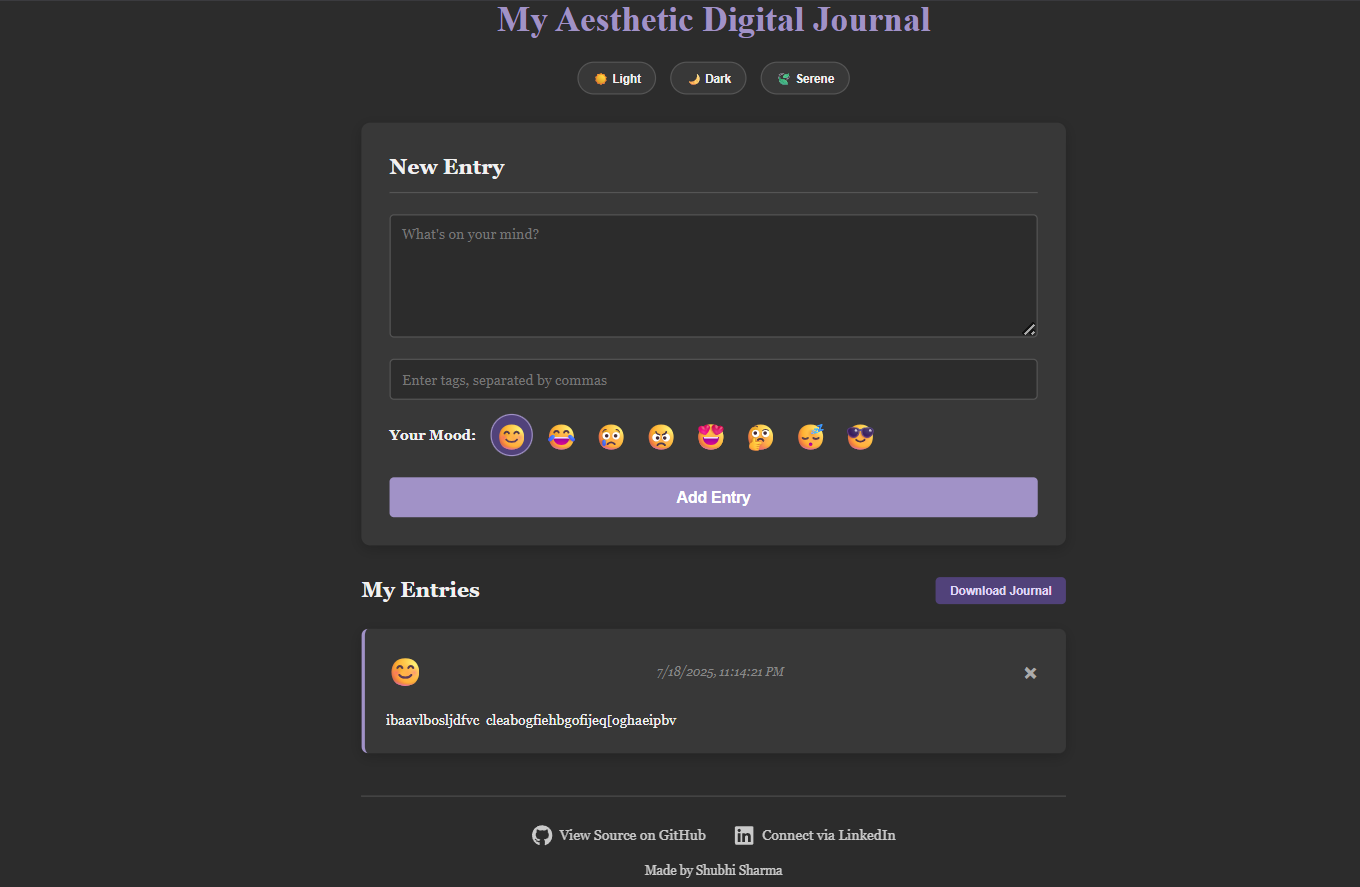 My Aesthetic Digital Journal
Light Dark Serene
New Entry
What's on your mind?
Enter tags, separated by commas
Your Mood:
Add Entry
My Entries Download Journal
7/18/2025, 11:14:21 PM
ibaavlbosljdfvc cleabogfiehbgofijeq[oghaeipbv
View Source on GitHub Connect via LinkedIn
Made by Shubhi Sharma